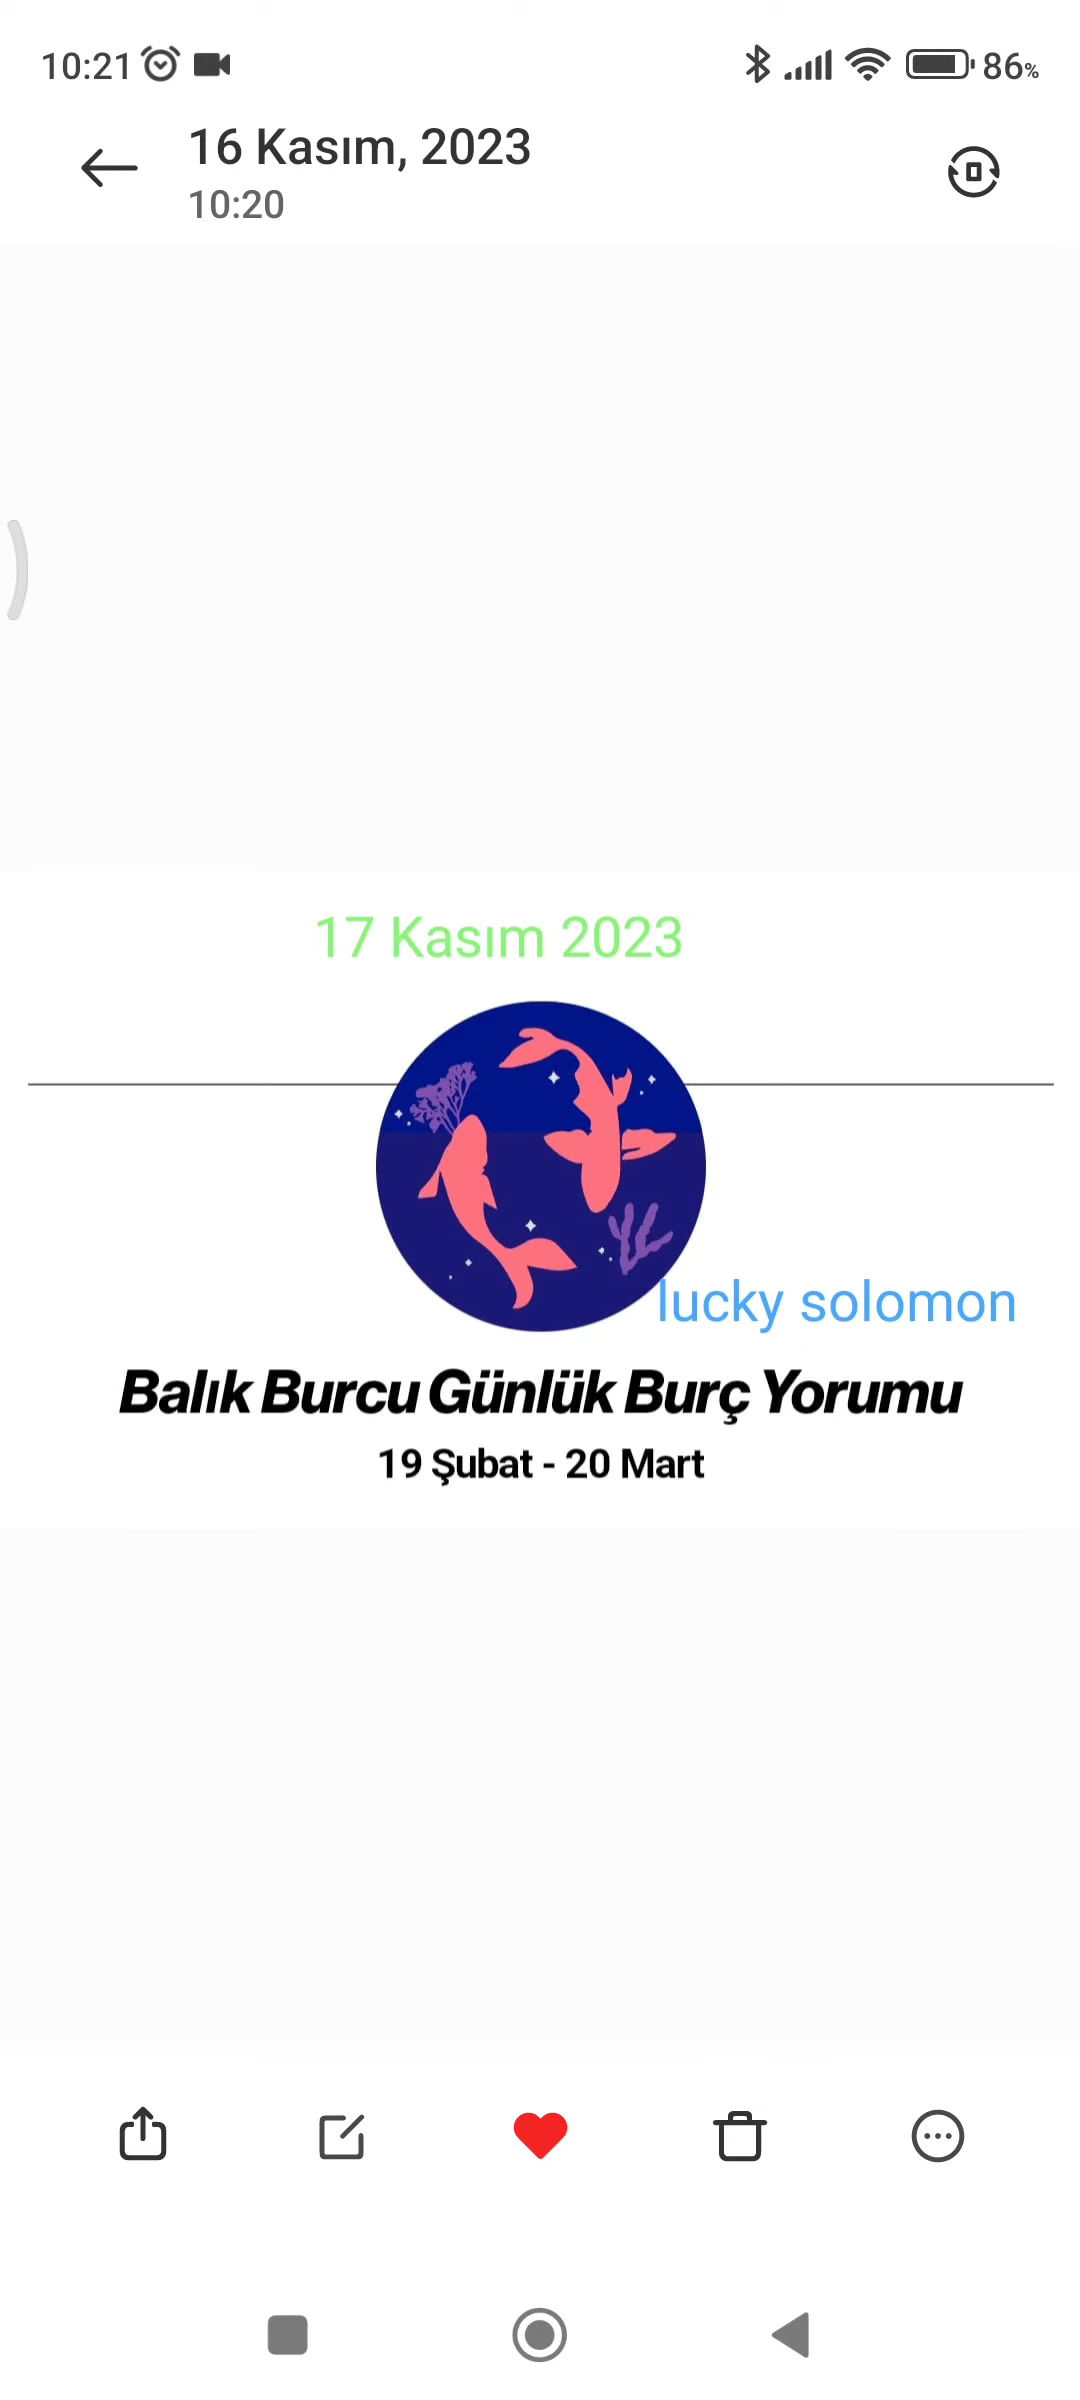 10:21
86%
16 Kasım, 2023
10:20
17 Kasım 2023
lucky solomon
Balık Burcu Günlük Burç Yorumu
19 Şubat - 20 Mart